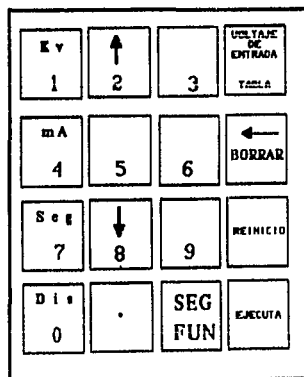 Kv
1
2
3
VOLTAJE
DE
ENTRADA
TABLA
mA
4
5
6
BORRAR
Seg
7
8
9
REINICIO
Dis
0
.
SEG
FUN
EJECUTA